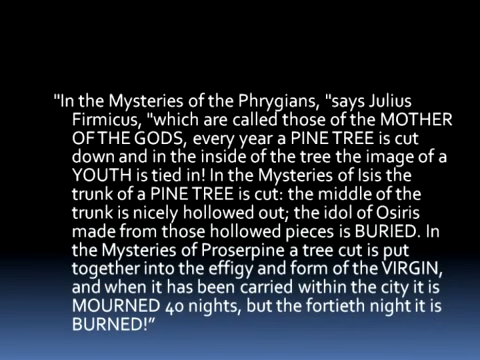 "In the Mysteries of the Phrygians, "says Julius
Firmicus, "which are called those of the MOTHER
OF THE GODS, every year a PINE TREE is cut
down and in the inside of the tree the image of a
YOUTH is tied in! In the Mysteries of Isis the
trunk of a PINE TREE is cut: the middle of the
trunk is nicely hollowed out; the idol of Osiris
made from those hollowed pieces is BURIED. In
the Mysteries of Proserpine a tree cut is put
together into the effigy and form of the VIRGIN,
and when it has been carried within the city it is
MOURNED 40 nights, but the fortieth night it is
BURNED!”